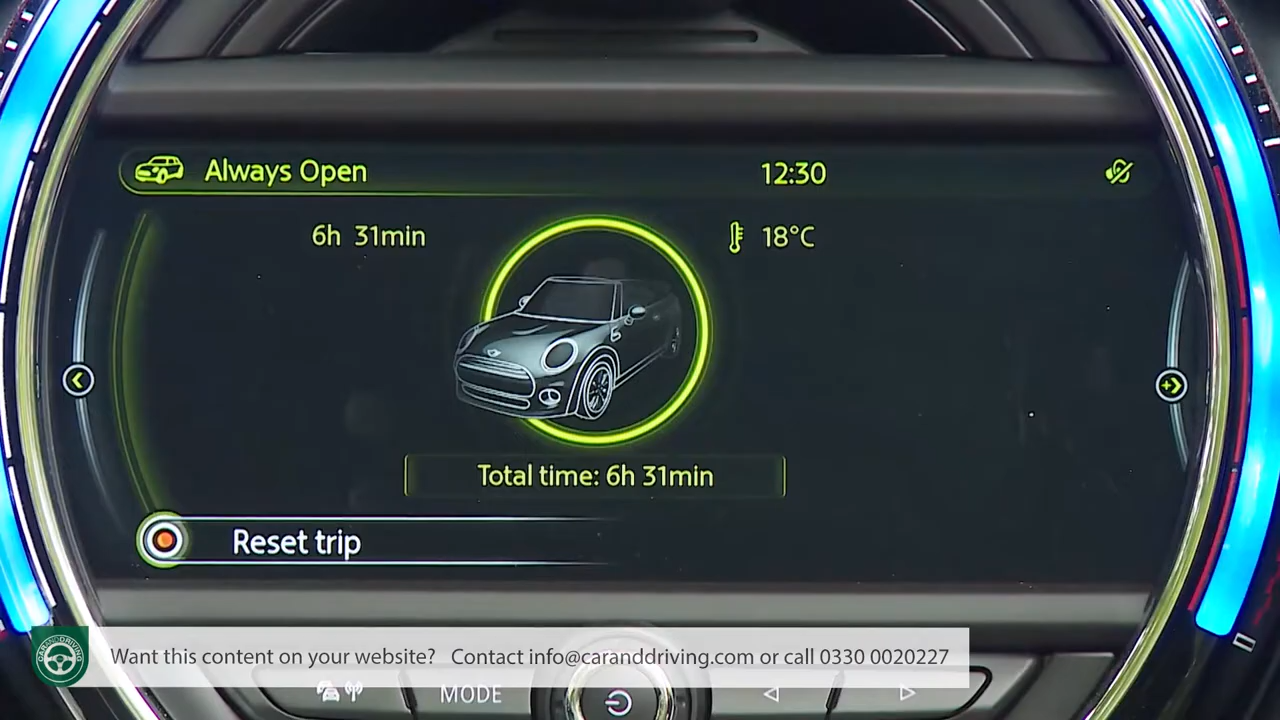 Always Open
12:30
6h 31min
18°C
Total time: 6h 31min
Reset trip
CARANDDRIVING
Want this content on your website? Contact info@caranddriving.com or call 0330 0020227
MODE